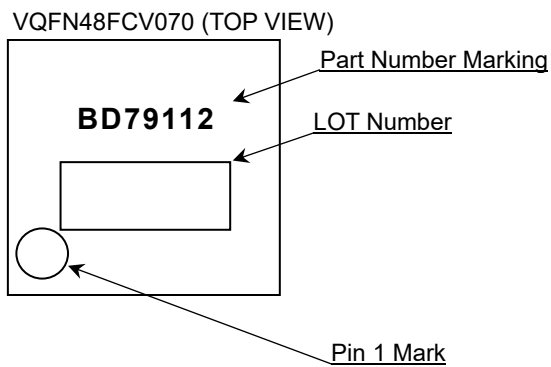 VQFN48FCV070 (TOP VIEW)
Part Number Marking
BD79112
LOT Number
Pin 1 Mark